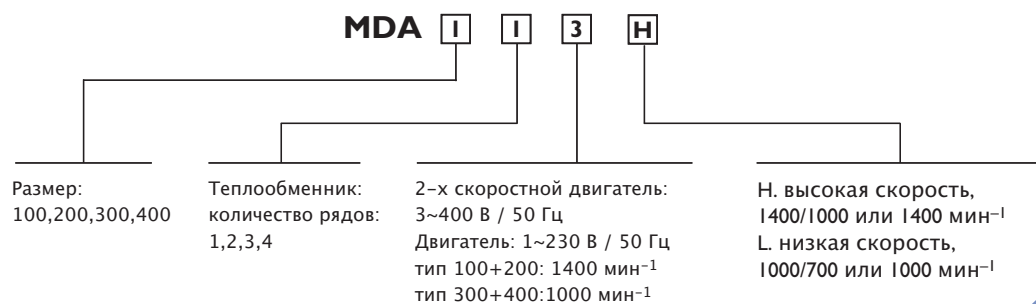 MDA 1 1 3 H
Размер:
100,200,300,400
Теплообменник:
количество рядов:
1,2,3,4
2-х скоростной двигатель:
3~400 В / 50 Гц
Двигатель: 1~230 В / 50 Гц
тип 100+200: 1400 мин⁻¹
тип 300+400:1000 мин⁻¹
H. высокая скорость,
1400/1000 или 1400 мин⁻¹
L. низкая скорость,
1000/700 или 1000 мин⁻¹